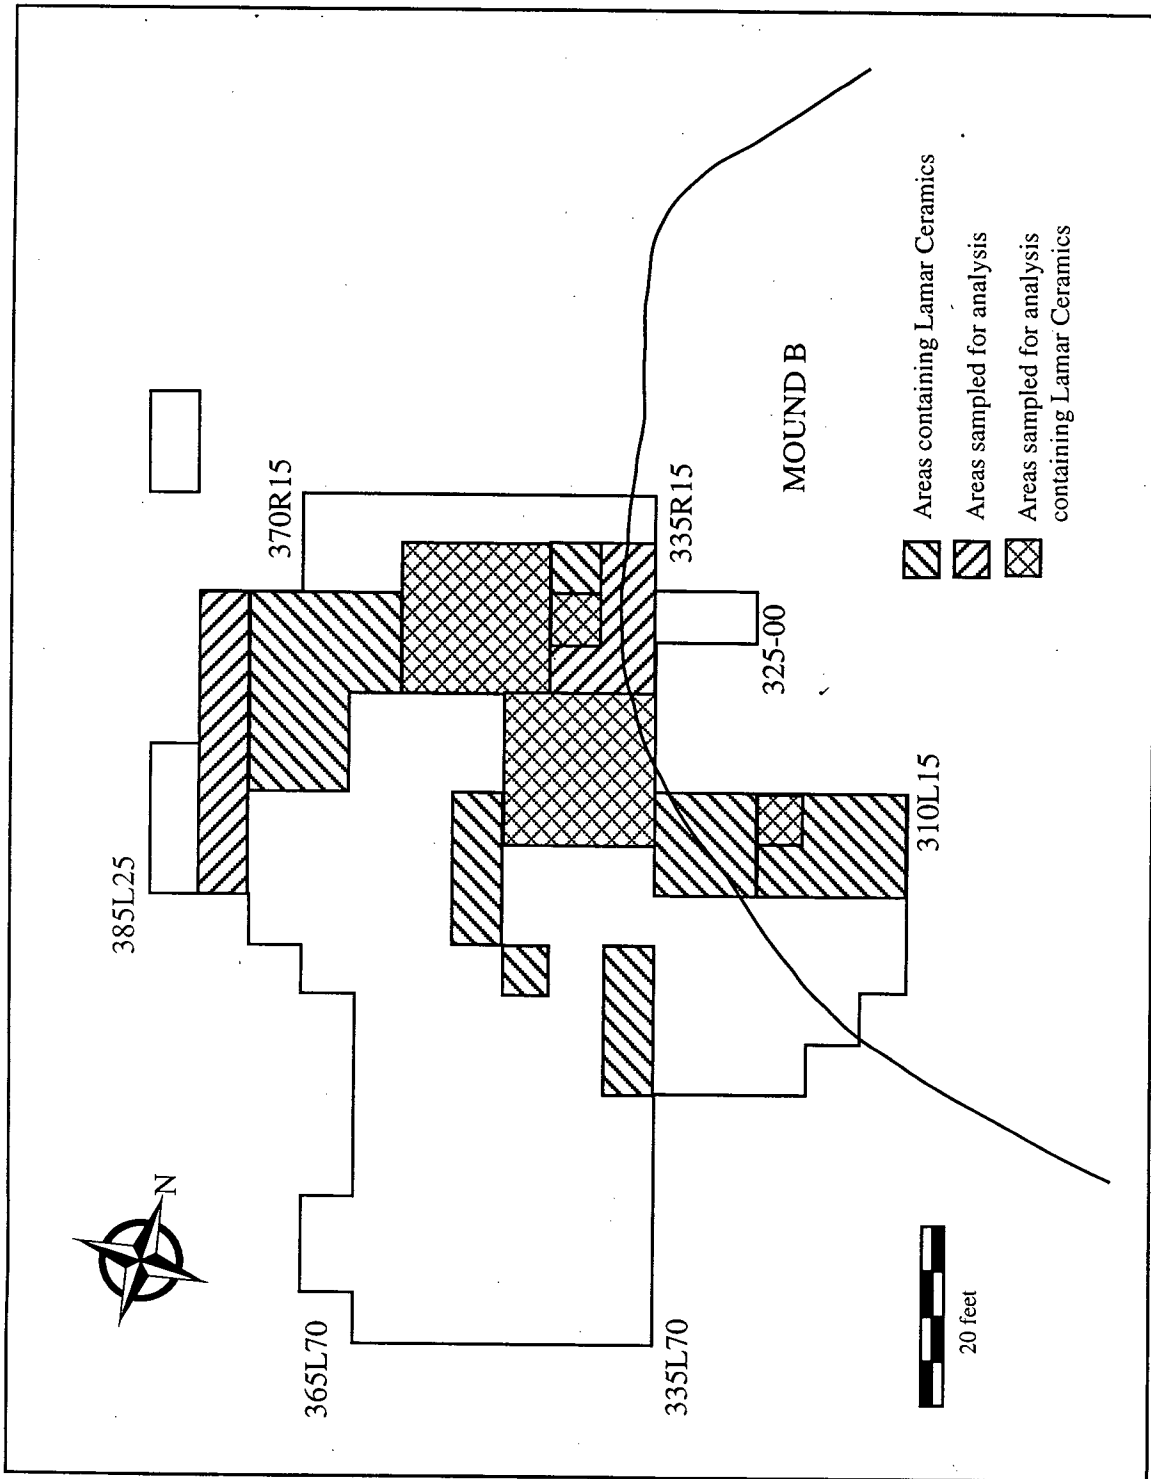 N
385L25
370R15
365L70
335L70
335R15
325-00
310L15
MOUND B
Areas containing Lamar Ceramics
Areas sampled for analysis
Areas sampled for analysis
containing Lamar Ceramics
20 feet